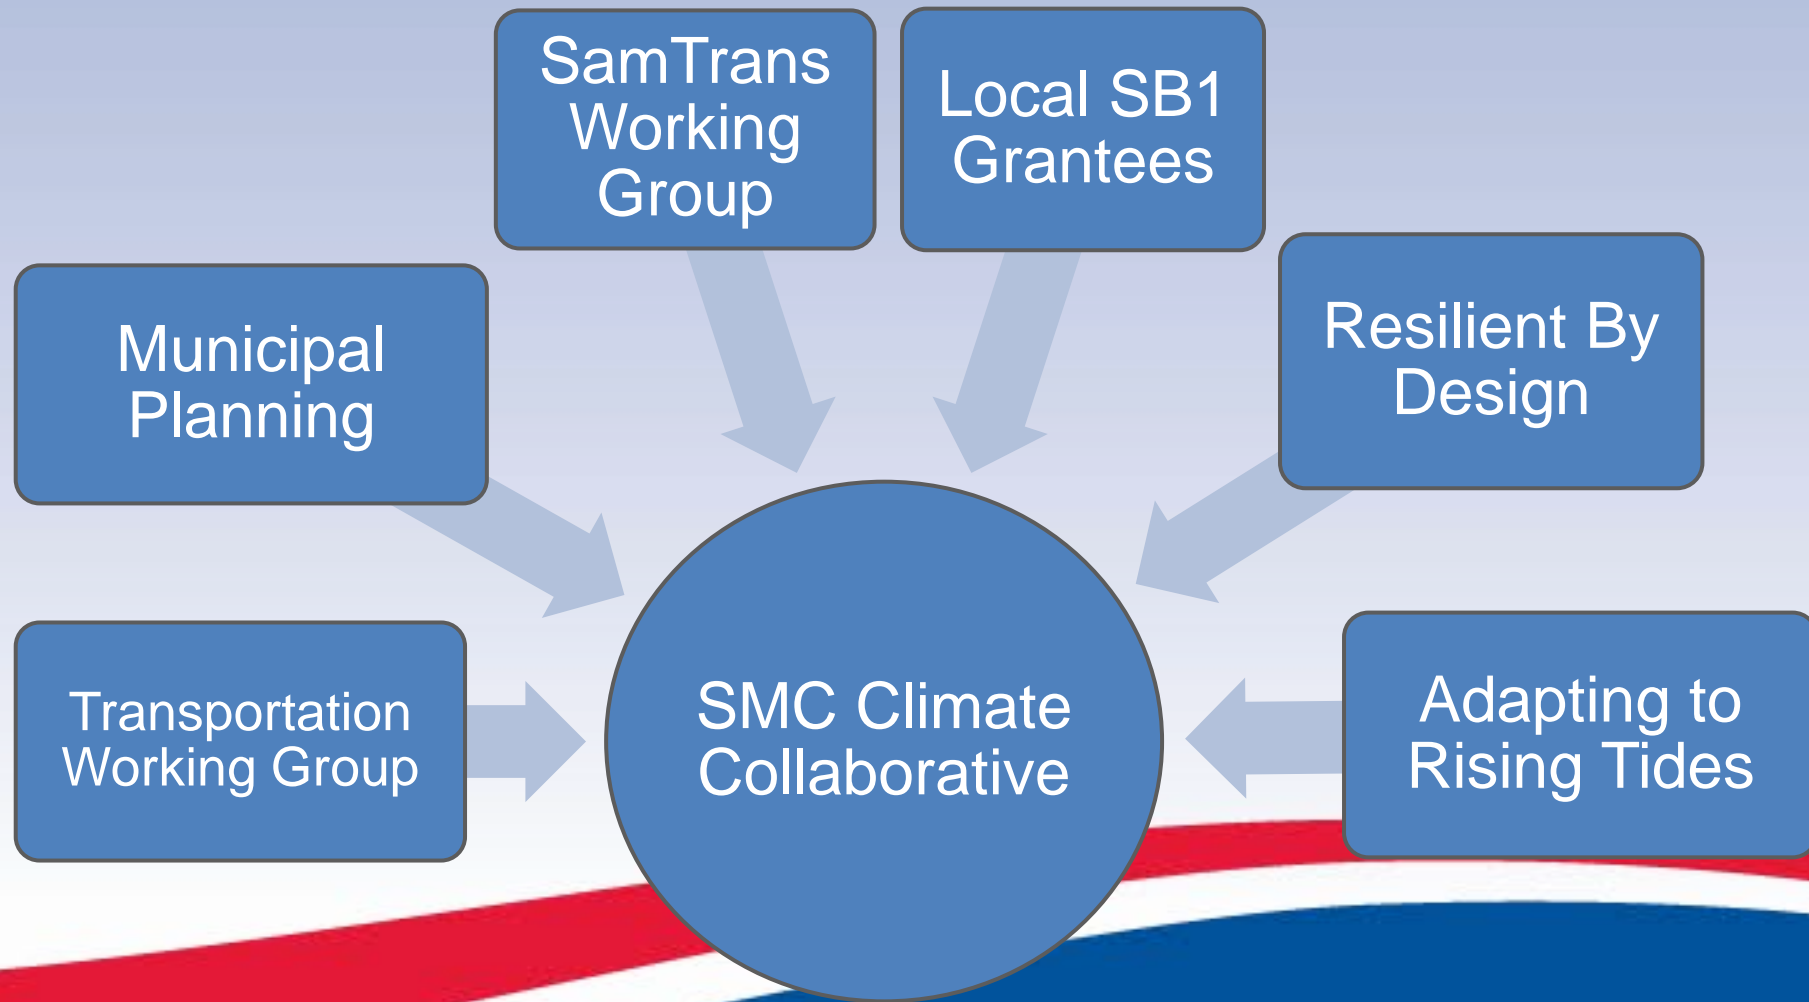 SamTrans
Working
Group
Local SB1
Grantees
Municipal
Planning
Resilient By
Design
Transportation
Working Group
SMC Climate
Collaborative
Adapting to
Rising Tides